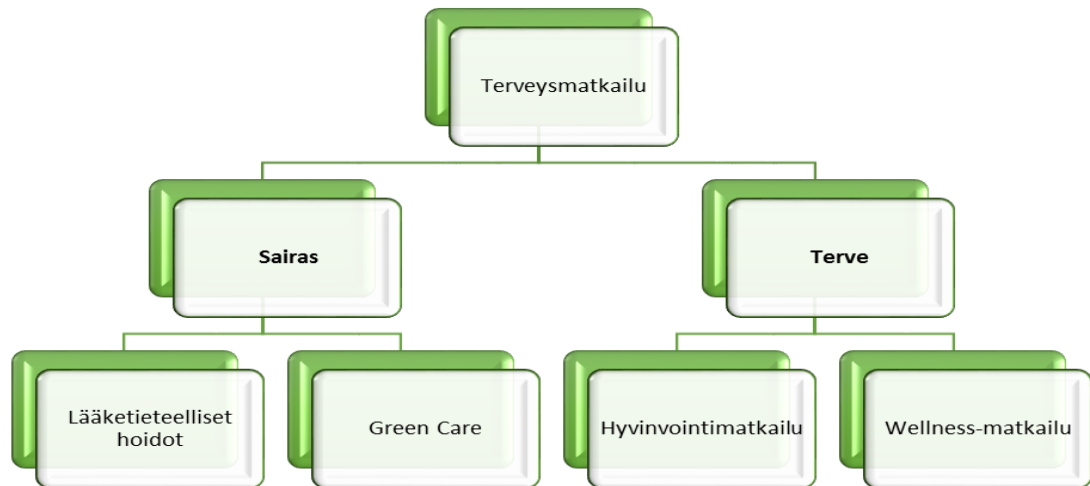 Terveysmatkailu
Sairas
Terve
Lääketieteelliset
hoidot
Green Care
Hyvinvointimatkailu
Wellness-matkailu